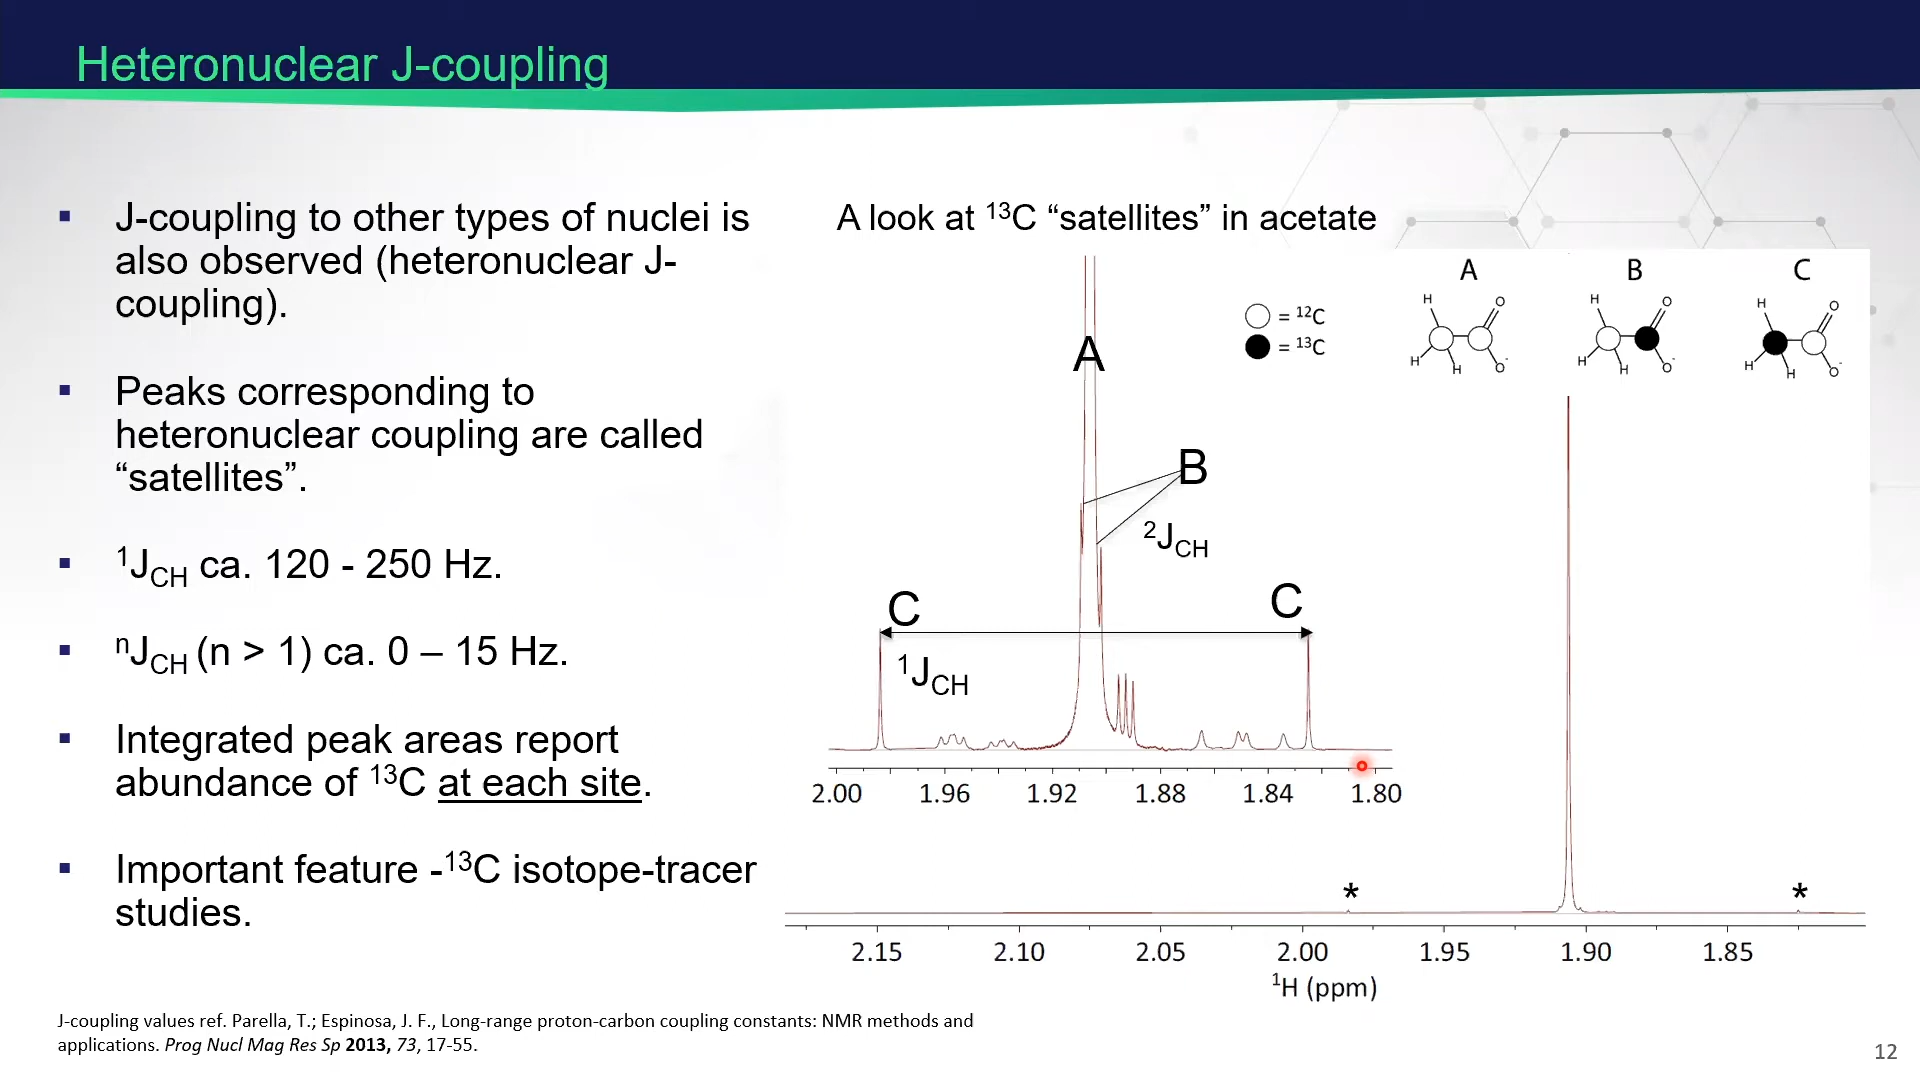 Heteronuclear J-coupling
▪ J-coupling to other types of nuclei is
also observed (heteronuclear J-
coupling).
▪ Peaks corresponding to
heteronuclear coupling are called
“satellites”.
▪ ¹J_CH ca. 120 - 250 Hz.
▪ ⁿJ_CH (n > 1) ca. 0 – 15 Hz.
▪ Integrated peak areas report
abundance of ¹³C at each site.
▪ Important feature -¹³C isotope-tracer
studies.
A look at ¹³C “satellites” in acetate
= ¹²C
= ¹³C
A B C
H O H O H O
H H O- H H O- H H O-
A
B
²J_CH
C C
¹J_CH
2.00 1.96 1.92 1.88 1.84 1.80
* *
2.15 2.10 2.05 2.00 1.95 1.90 1.85
¹H (ppm)
J-coupling values ref. Parella, T.; Espinosa, J. F., Long-range proton-carbon coupling constants: NMR methods and
applications. Prog Nucl Mag Res Sp 2013, 73, 17-55.
12